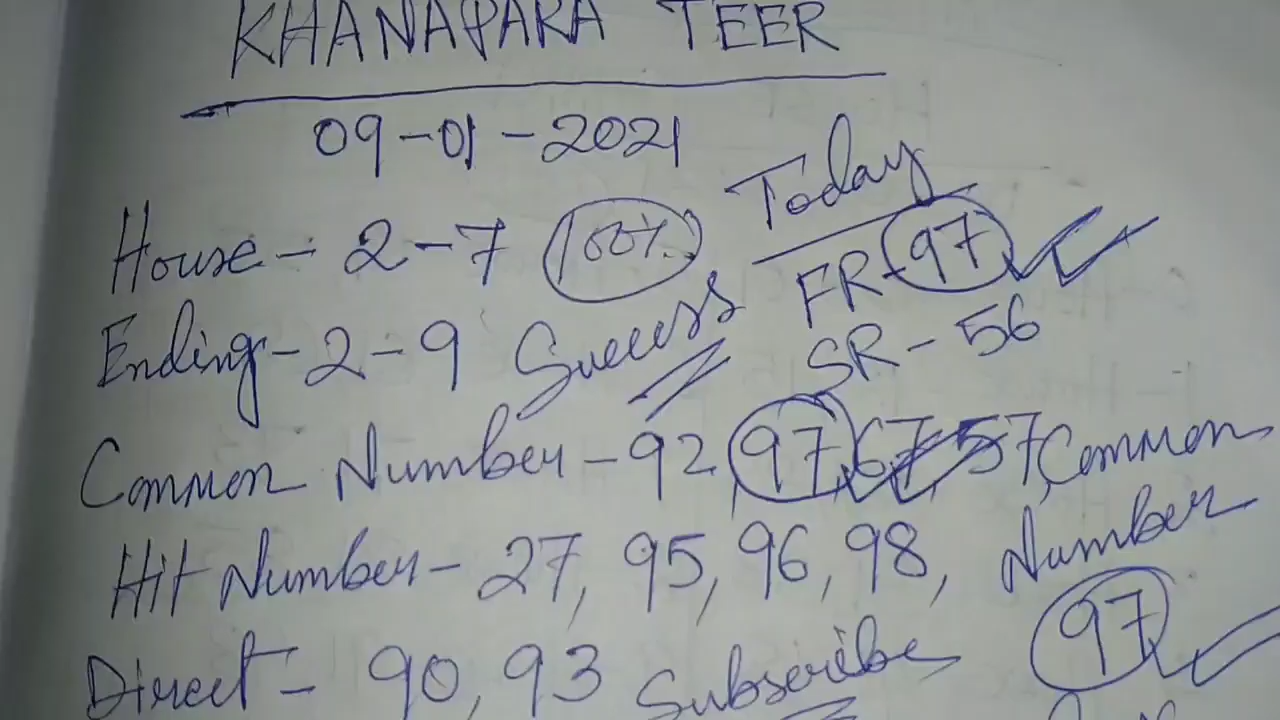 KHANAPARA TEER
09-01-2021
House - 2-7 100%.
Today
FR-97
SR-56
Ending-2-9 Success
Common Number-92, 97, 67, 57, Common
Number
Hit Number- 27, 95, 96, 98,
97
Direct- 90, 93 Subscribe